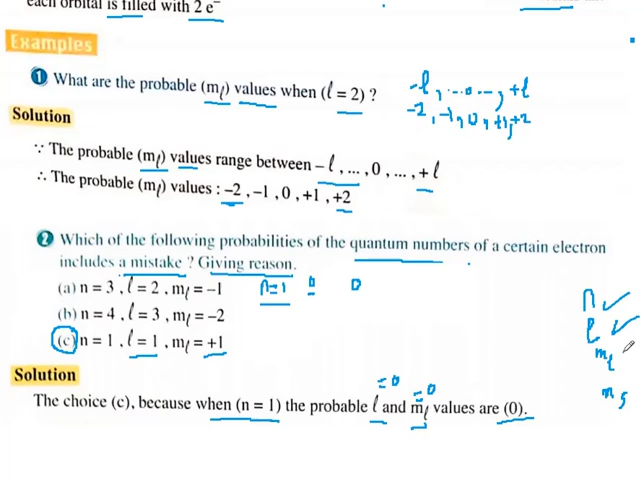 each orbital is filled with 2 e⁻
Examples
1 What are the probable (mℓ) values when (ℓ = 2) ?
-ℓ, ..o.., +ℓ
-2, -1, 0, +1, +2
Solution
∵ The probable (mℓ) values range between – ℓ, ... , 0 , ... , + ℓ
∴ The probable (mℓ) values : –2 , –1 , 0 , +1 , +2
2 Which of the following probabilities of the quantum numbers of a certain electron
includes a mistake ? Giving reason.
(a) n = 3 , ℓ = 2 , mℓ = –1
n=1 0 0
(b) n = 4 , ℓ = 3 , mℓ = –2
(c) n = 1 , ℓ = 1 , mℓ = +1
n ✓
ℓ ✓
mℓ
ms
Solution
=0 =0
The choice (c), because when (n = 1) the probable ℓ and mℓ values are (0).